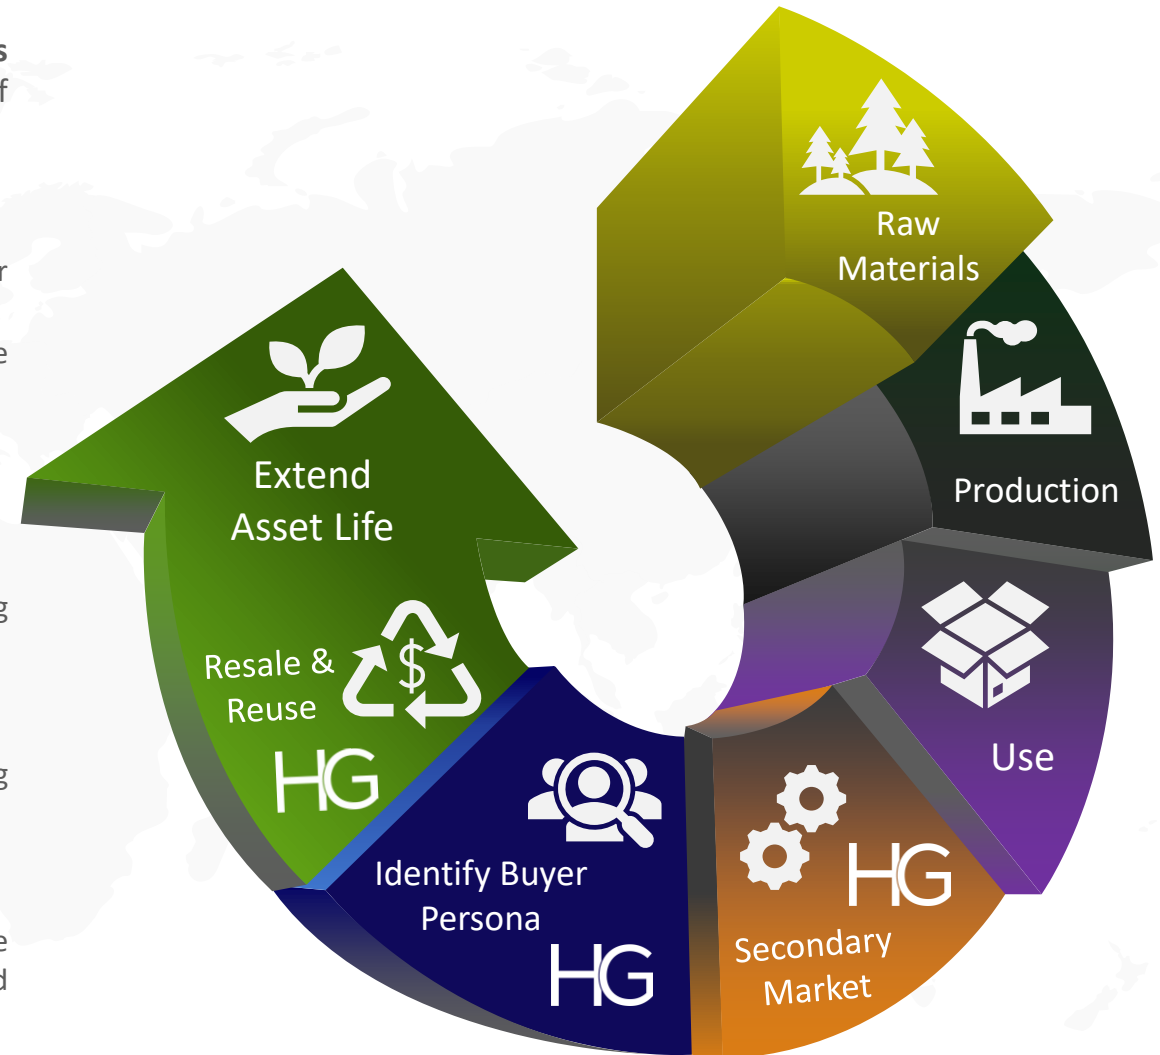 s
f
r
e
g
g
e
d
Raw
Materials
Production
Use
Secondary
Market
HG
Identify Buyer
Persona
HG
Resale &
Reuse
$
HG
Extend
Asset Life